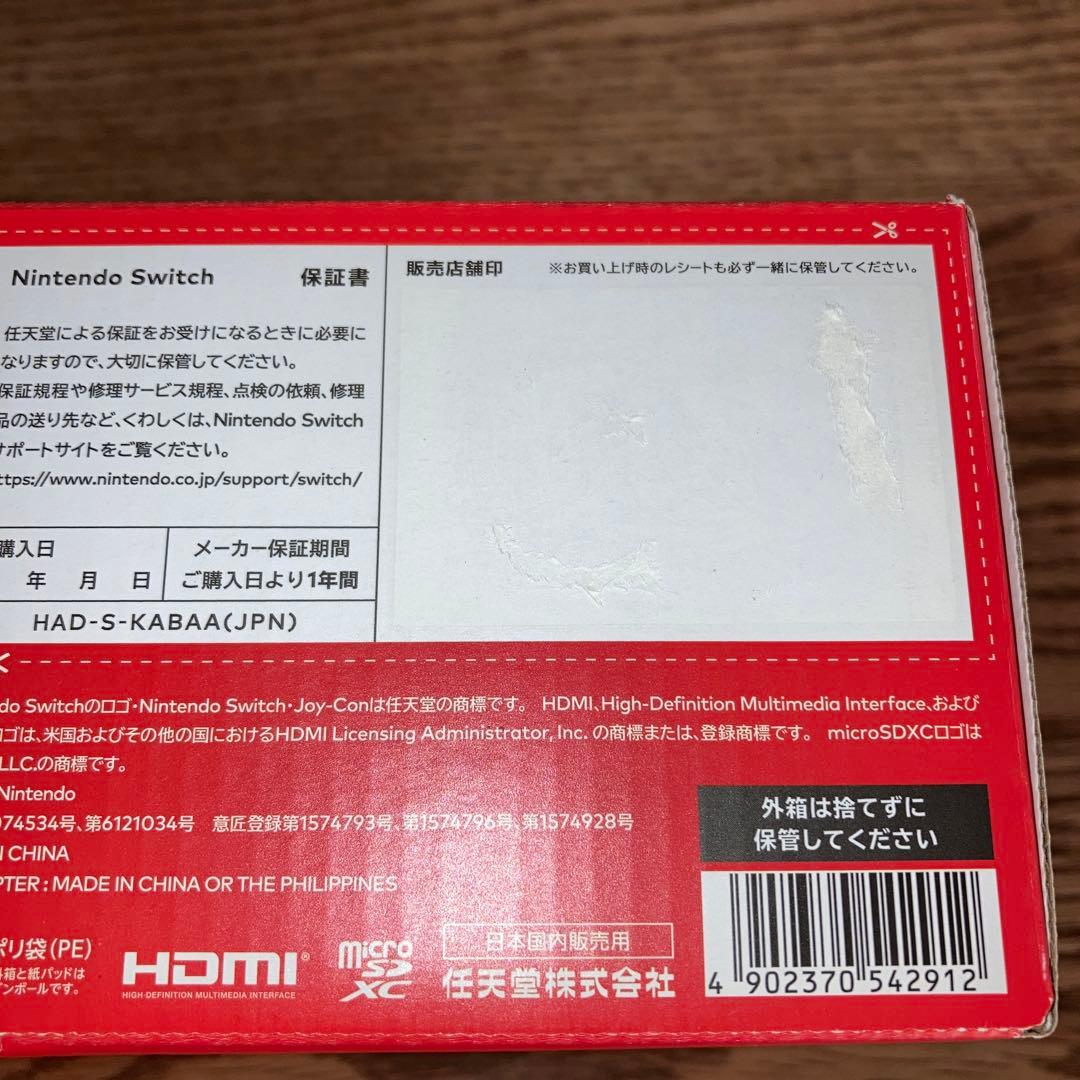 Nintendo Switch 保証書
任天堂による保証をお受けになるときに必要に
なりますので、大切に保管してください。
保証規程や修理サービス規程、点検の依頼、修理
品の送り先など、くわしくは、Nintendo Switch
サポートサイトをご覧ください。
ttps://www.nintendo.co.jp/support/switch/
購入日
年 月 日
メーカー保証期間
ご購入日より1年間
HAD-S-KABAA(JPN)
販売店舗印 ※お買い上げ時のレシートも必ず一緒に保管してください。
do Switchのロゴ・Nintendo Switch・Joy-Conは任天堂の商標です。 HDMI、High-Definition Multimedia Interface、および
ロゴは、米国およびその他の国におけるHDMI Licensing Administrator, Inc. の商標または、登録商標です。 microSDXCロゴは
LLC.の商標です。
Nintendo
074534号、第6121034号 意匠登録第1574793号、第1574796号、第1574928号
CHINA
PTER : MADE IN CHINA OR THE PHILIPPINES
ポリ袋(PE)
外箱と紙パッドは
ンボールです。
HDMI
HIGH-DEFINITION MULTIMEDIA INTERFACE
micro
SD
XC
日本国内販売用
任天堂株式会社
外箱は捨てずに
保管してください
4 902370 542912